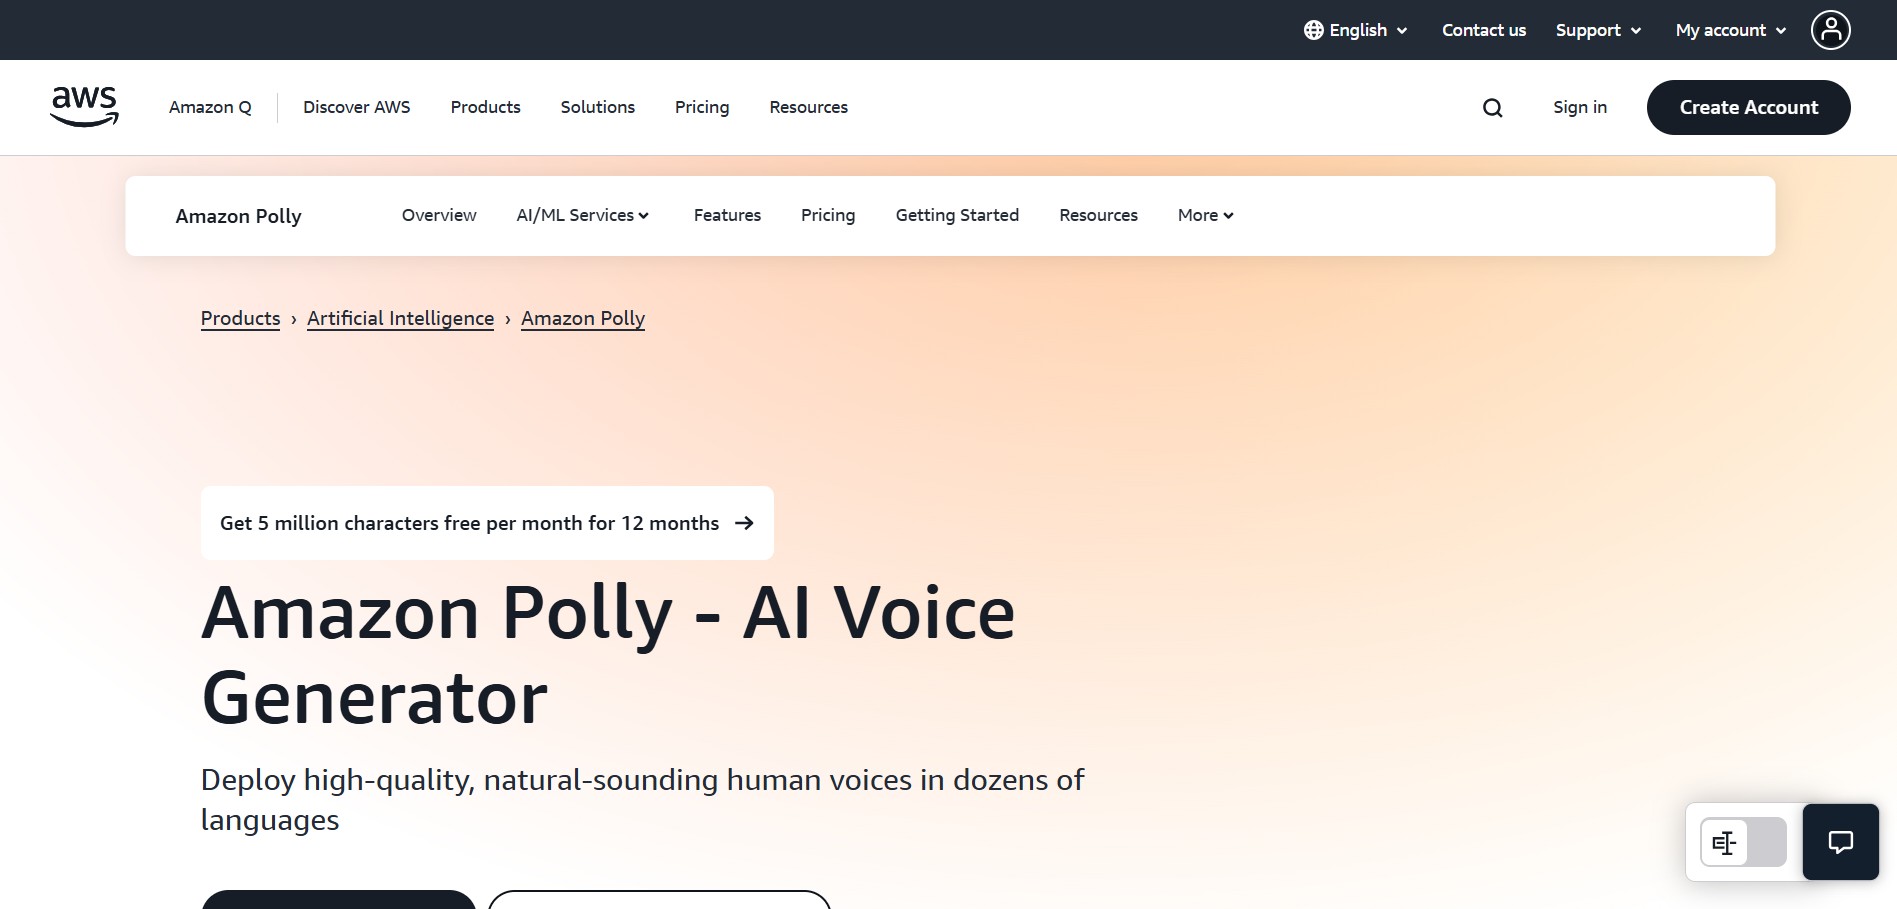 English
Contact us
Support
My account
aws
Amazon Q
Discover AWS
Products
Solutions
Pricing
Resources
Sign in
Create Account
Amazon Polly
Overview
AI/ML Services
Features
Pricing
Getting Started
Resources
More
Products › Artificial Intelligence › Amazon Polly
Get 5 million characters free per month for 12 months →
Amazon Polly - AI Voice
Generator
Deploy high-quality, natural-sounding human voices in dozens of
languages